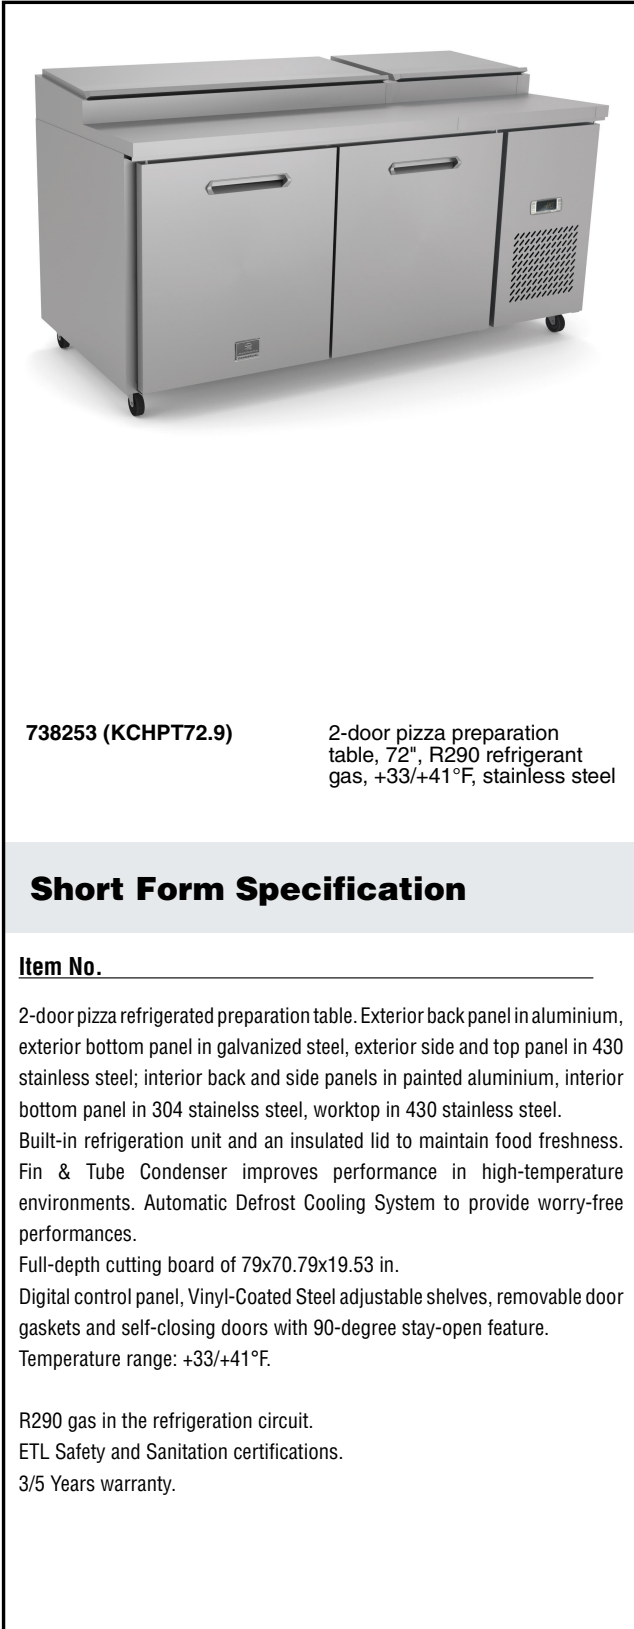 738253 (KCHPT72.9)
2-door pizza preparation
table, 72", R290 refrigerant
gas, +33/+41°F, stainless steel
Short Form Specification
Item No.
2-door pizza refrigerated preparation table. Exterior back panel in aluminium,
exterior bottom panel in galvanized steel, exterior side and top panel in 430
stainless steel; interior back and side panels in painted aluminium, interior
bottom panel in 304 stainelss steel, worktop in 430 stainless steel.
Built-in refrigeration unit and an insulated lid to maintain food freshness.
Fin & Tube Condenser improves performance in high-temperature
environments. Automatic Defrost Cooling System to provide worry-free
performances.
Full-depth cutting board of 79x70.79x19.53 in.
Digital control panel, Vinyl-Coated Steel adjustable shelves, removable door
gaskets and self-closing doors with 90-degree stay-open feature.
Temperature range: +33/+41°F.
R290 gas in the refrigeration circuit.
ETL Safety and Sanitation certifications.
3/5 Years warranty.